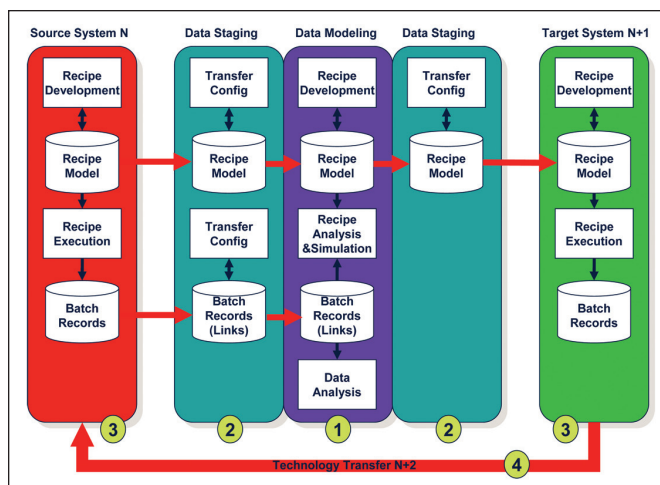 Source System N
Data Staging
Data Modeling
Data Staging
Target System N+1
Recipe
Development
Transfer
Config
Recipe
Development
Transfer
Config
Recipe
Development
Recipe
Model
Recipe
Model
Recipe
Model
Recipe
Model
Recipe
Model
Recipe
Execution
Transfer
Config
Recipe
Analysis
&Simulation
Recipe
Execution
Batch
Records
Batch
Records
(Links)
Batch
Records
(Links)
Batch
Records
Data
Analysis
3
2
1
2
3
Technology Transfer N+2
4